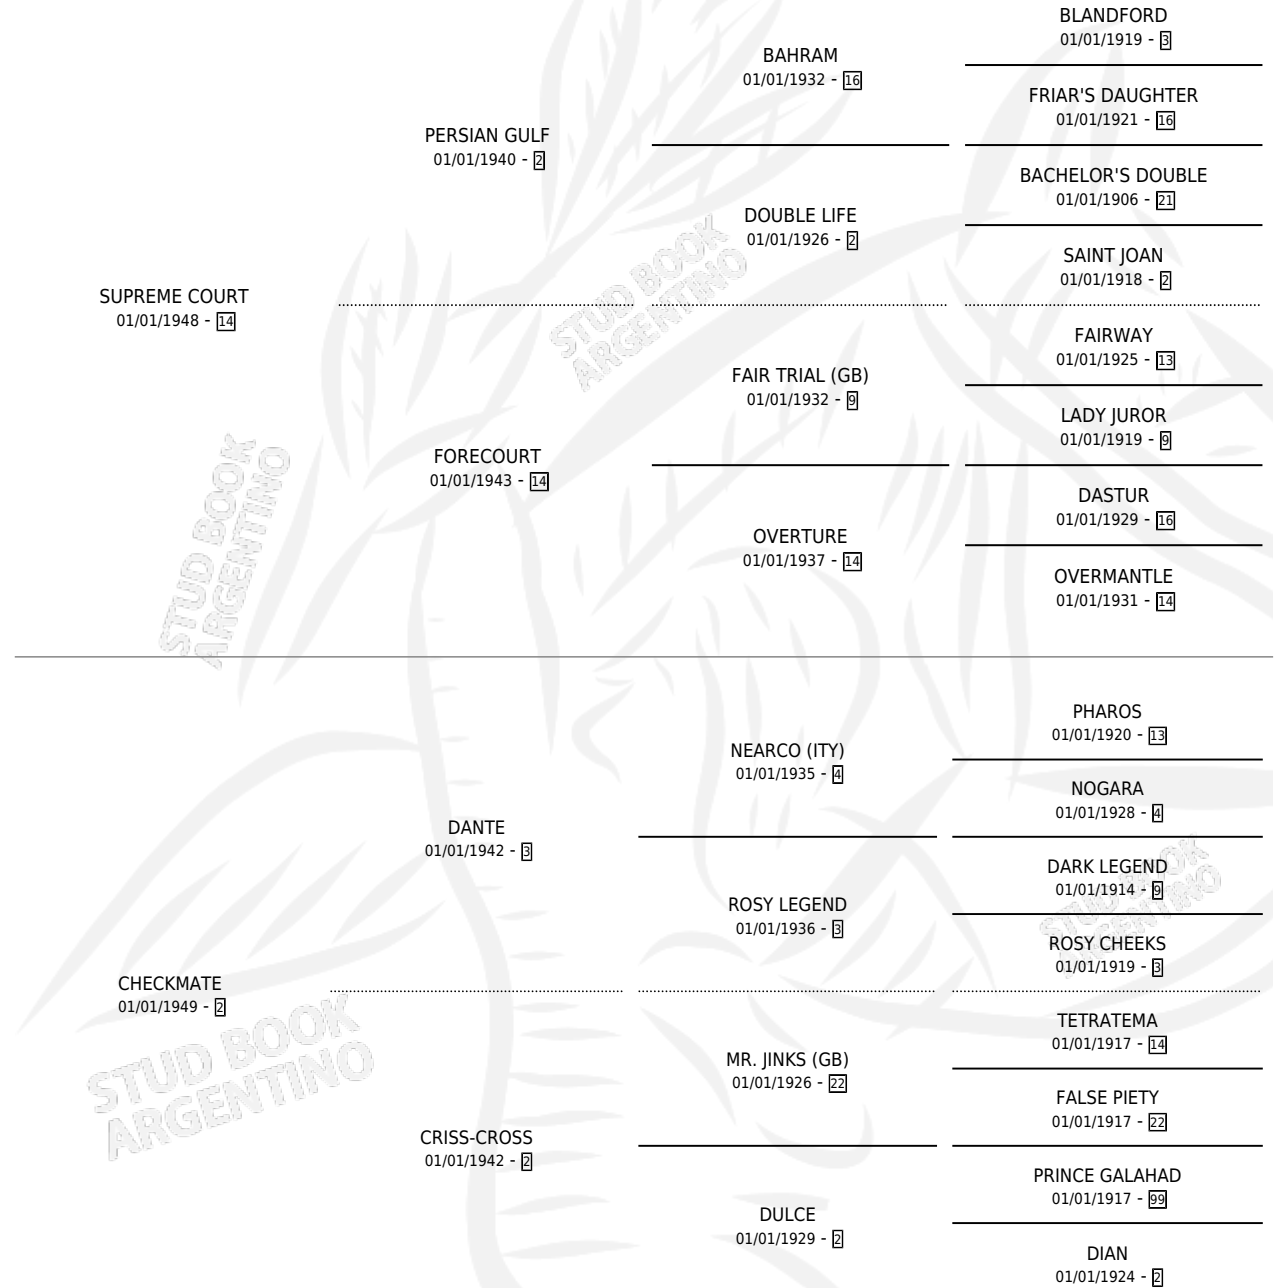 BLANDFORD
01/01/1919 - 3
BAHRAM
01/01/1932 - 16
FRIAR'S DAUGHTER
01/01/1921 - 16
PERSIAN GULF
01/01/1940 - 2
BACHELOR'S DOUBLE
01/01/1906 - 21
DOUBLE LIFE
01/01/1926 - 2
SAINT JOAN
01/01/1918 - 2
SUPREME COURT
01/01/1948 - 14
STUD BOOK
ARGENTINO
FAIRWAY
01/01/1925 - 13
FAIR TRIAL (GB)
01/01/1932 - 9
LADY JUROR
01/01/1919 - 9
FORECOURT
01/01/1943 - 14
DASTUR
01/01/1929 - 16
OVERTURE
01/01/1937 - 14
OVERMANTLE
01/01/1931 - 14
STUD BOOK
ARGENTINO
PHAROS
01/01/1920 - 13
NEARCO (ITY)
01/01/1935 - 4
NOGARA
01/01/1928 - 4
DANTE
01/01/1942 - 3
DARK LEGEND
01/01/1914 - 9
ROSY LEGEND
01/01/1936 - 3
STUD BOOK
ARGENTINO
ROSY CHEEKS
01/01/1919 - 3
CHECKMATE
01/01/1949 - 2
STUD BOOK
ARGENTINO
TETRATEMA
01/01/1917 - 14
MR. JINKS (GB)
01/01/1926 - 22
FALSE PIETY
01/01/1917 - 22
CRISS-CROSS
01/01/1942 - 2
PRINCE GALAHAD
01/01/1917 - 99
DULCE
01/01/1929 - 2
DIAN
01/01/1924 - 2